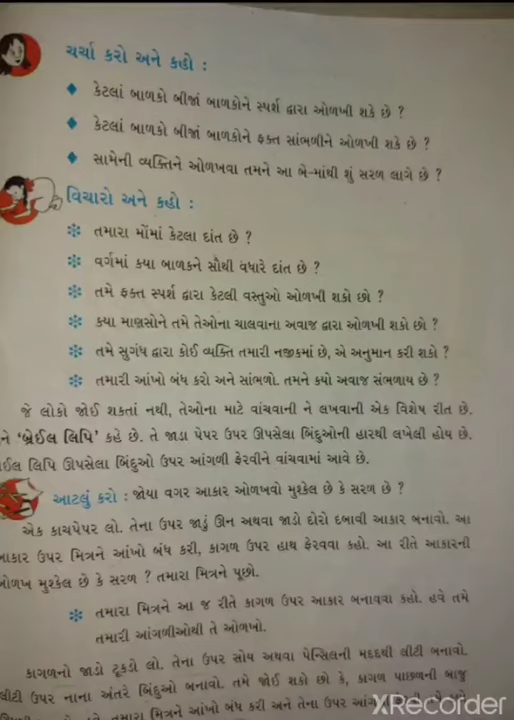 ચર્ચા કરો અને કહો :
કેટલાં બાળકો બીજાં બાળકોને સ્પર્શ દ્વારા ઓળખી શકે છે ?
કેટલાં બાળકો બીજાં બાળકોને ફક્ત સાંભળીને ઓળખી શકે છે ?
સામેની વ્યક્તિને ઓળખવા તમને આ બે-માંથી શું સરળ લાગે છે ?
વિચારો અને કહો :
તમારા મોંમાં કેટલા દાંત છે ?
વર્ગમાં કયા બાળકને સૌથી વધારે દાંત છે ?
તમે ફક્ત સ્પર્શ દ્વારા કેટલી વસ્તુઓ ઓળખી શકો છો ?
ક્યા માણસોને તમે તેઓના ચાલવાના અવાજ દ્વારા ઓળખી શકો છો ?
તમે સુગંધ દ્વારા કોઈ વ્યક્તિ તમારી નજીકમાં છે, એ અનુમાન કરી શકો ?
તમારી આંખો બંધ કરો અને સાંભળો. તમને ક્યો અવાજ સંભળાય છે ?
જે લોકો જોઈ શકતાં નથી, તેઓના માટે વાંચવાની ને લખવાની એક વિશેષ રીત છે.
ને ‘બ્રેઈલ લિપિ’ કહે છે. તે જાડા પેપર ઉપર ઊપસેલા બિંદુઓની હારથી લખેલી હોય છે.
ઈલ લિપિ ઊપસેલા બિંદુઓ ઉપર આંગળી ફેરવીને વાંચવામાં આવે છે.
આટલું કરો : જોયા વગર આકાર ઓળખવો મુશ્કેલ છે કે સરળ છે ?
એક કાચપેપર લો. તેના ઉપર જાડું ઊન અથવા જાડો દોરો દબાવી આકાર બનાવો. આ
આકાર ઉપર મિત્રને આંખો બંધ કરી, કાગળ ઉપર હાથ ફેરવવા કહો. આ રીતે આકારની
ઓળખ મુશ્કેલ છે કે સરળ ? તમારા મિત્રને પૂછો.
તમારા મિત્રને આ જ રીતે કાગળ ઉપર આકાર બનાવવા કહો. હવે તમે
તમારી આંગળીઓથી તે ઓળખો.
કાગળનો જાડો ટૂકડો લો. તેના ઉપર સોય અથવા પેન્સિલની મદદથી લીટી બનાવો.
લીટી ઉપર નાના અંતરે બિંદુઓ બનાવો. તમે જોઈ શકો છો કે, કાગળ પાછળની બાજુ
તમારા મિત્રને આંખો બંધ કરી અને તેના ઉપર
XRecorder